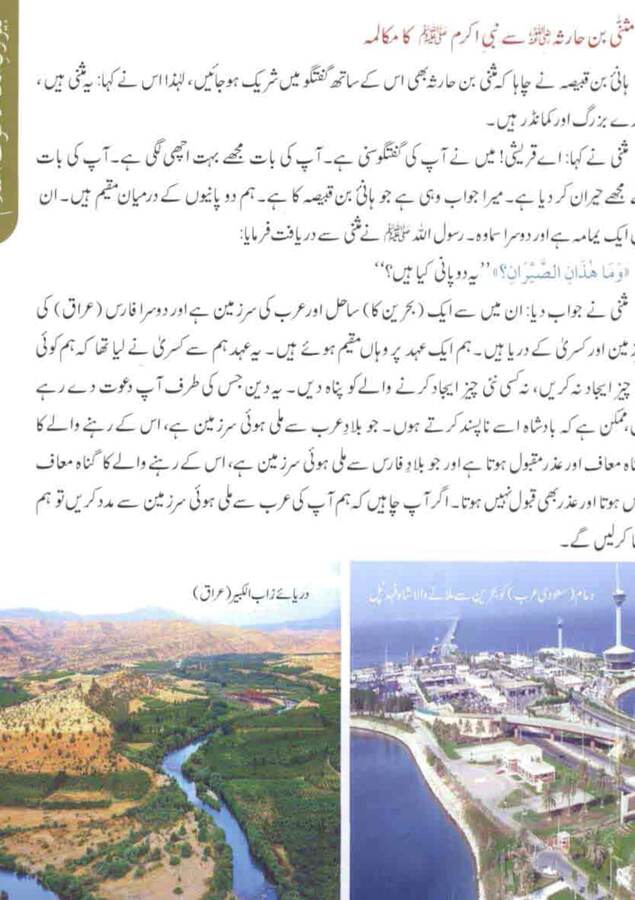 مثنیٰ بن حارثہ رضی اللہ عنہ سے نبی اکرم ﷺ کا مکالمہ
ہانی بن قبیصہ نے چاہا کہ مثنیٰ بن حارثہ بھی اس کے ساتھ گفتگو میں شریک ہو جائیں، لہٰذا اس نے کہا: یہ مثنیٰ ہیں،
بزرگ اور کمانڈر ہیں۔
مثنیٰ نے کہا: اے قریشی! میں نے آپ کی گفتگو سنی ہے۔ آپ کی بات مجھے بہت اچھی لگی ہے۔ آپ کی بات
مجھے حیران کر دیا ہے۔ میرا جواب وہی ہے جو ہانی بن قبیصہ کا ہے۔ ہم دو پانیوں کے درمیان مقیم ہیں۔ ان
ایک یمامہ ہے اور دوسرا سماوہ۔ رسول اللہ ﷺ نے مثنیٰ سے دریافت فرمایا:
«وَمَا هٰذَانِ الصَّيْرَانِ؟» ’’یہ دو پانی کیا ہیں؟‘‘
مثنیٰ نے جواب دیا: ان میں سے ایک (بحرین کا) ساحل اور عرب کی سرزمین ہے اور دوسرا فارس (عراق) کی
اور کسریٰ کے دریا ہیں۔ ہم ایک عہد پر وہاں مقیم ہوئے ہیں۔ یہ عہد ہم سے کسریٰ نے لیا تھا کہ ہم کوئی
چیز ایجاد نہ کریں، نہ کسی نئی چیز ایجاد کرنے والے کو پناہ دیں۔ یہ دین جس کی طرف آپ دعوت دے رہے
ممکن ہے کہ بادشاہ اسے ناپسند کرتے ہوں۔ جو بلادِ عرب سے ملی ہوئی سرزمین ہے، اس کے رہنے والے کا
معاف اور عذر مقبول ہوتا ہے اور جو بلادِ فارس سے ملی ہوئی سرزمین ہے، اس کے رہنے والے کا گناہ معاف
ہوتا اور عذر بھی قبول نہیں ہوتا۔ اگر آپ چاہیں کہ ہم آپ کی عرب سے ملی ہوئی سرزمین سے مدد کریں تو ہم
کر لیں گے۔
دمام (سعودی عرب) کو بحرین سے ملانے والا شاہ فہد پل
دریائے زاب الکبیر (عراق)